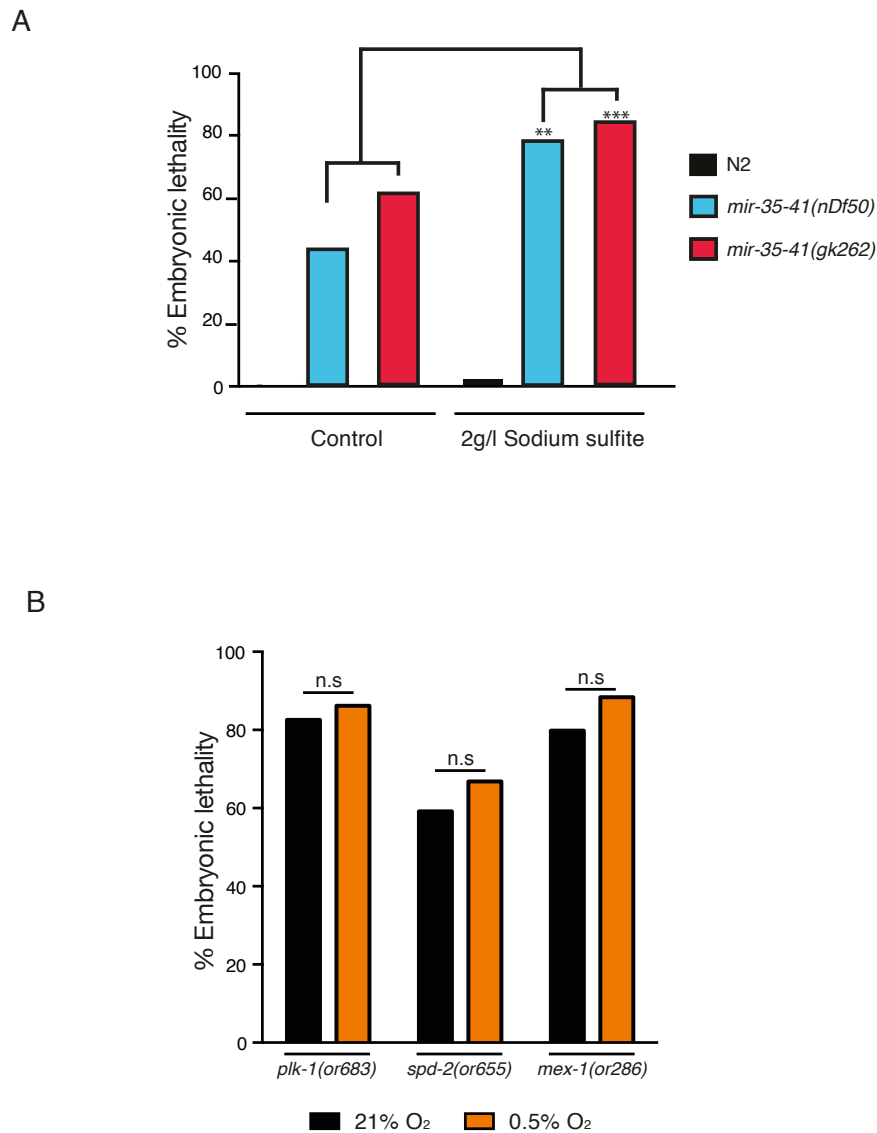 A
% Embryonic lethality
100
80
60
40
20
0
**
***
N2
mir-35-41(nDf50)
mir-35-41(gk262)
Control
2g/l Sodium sulfite
B
% Embryonic lethality
100
80
60
40
20
0
n.s
n.s
n.s
plk-1(or683)
spd-2(or655)
mex-1(or286)
21% O₂
0.5% O₂